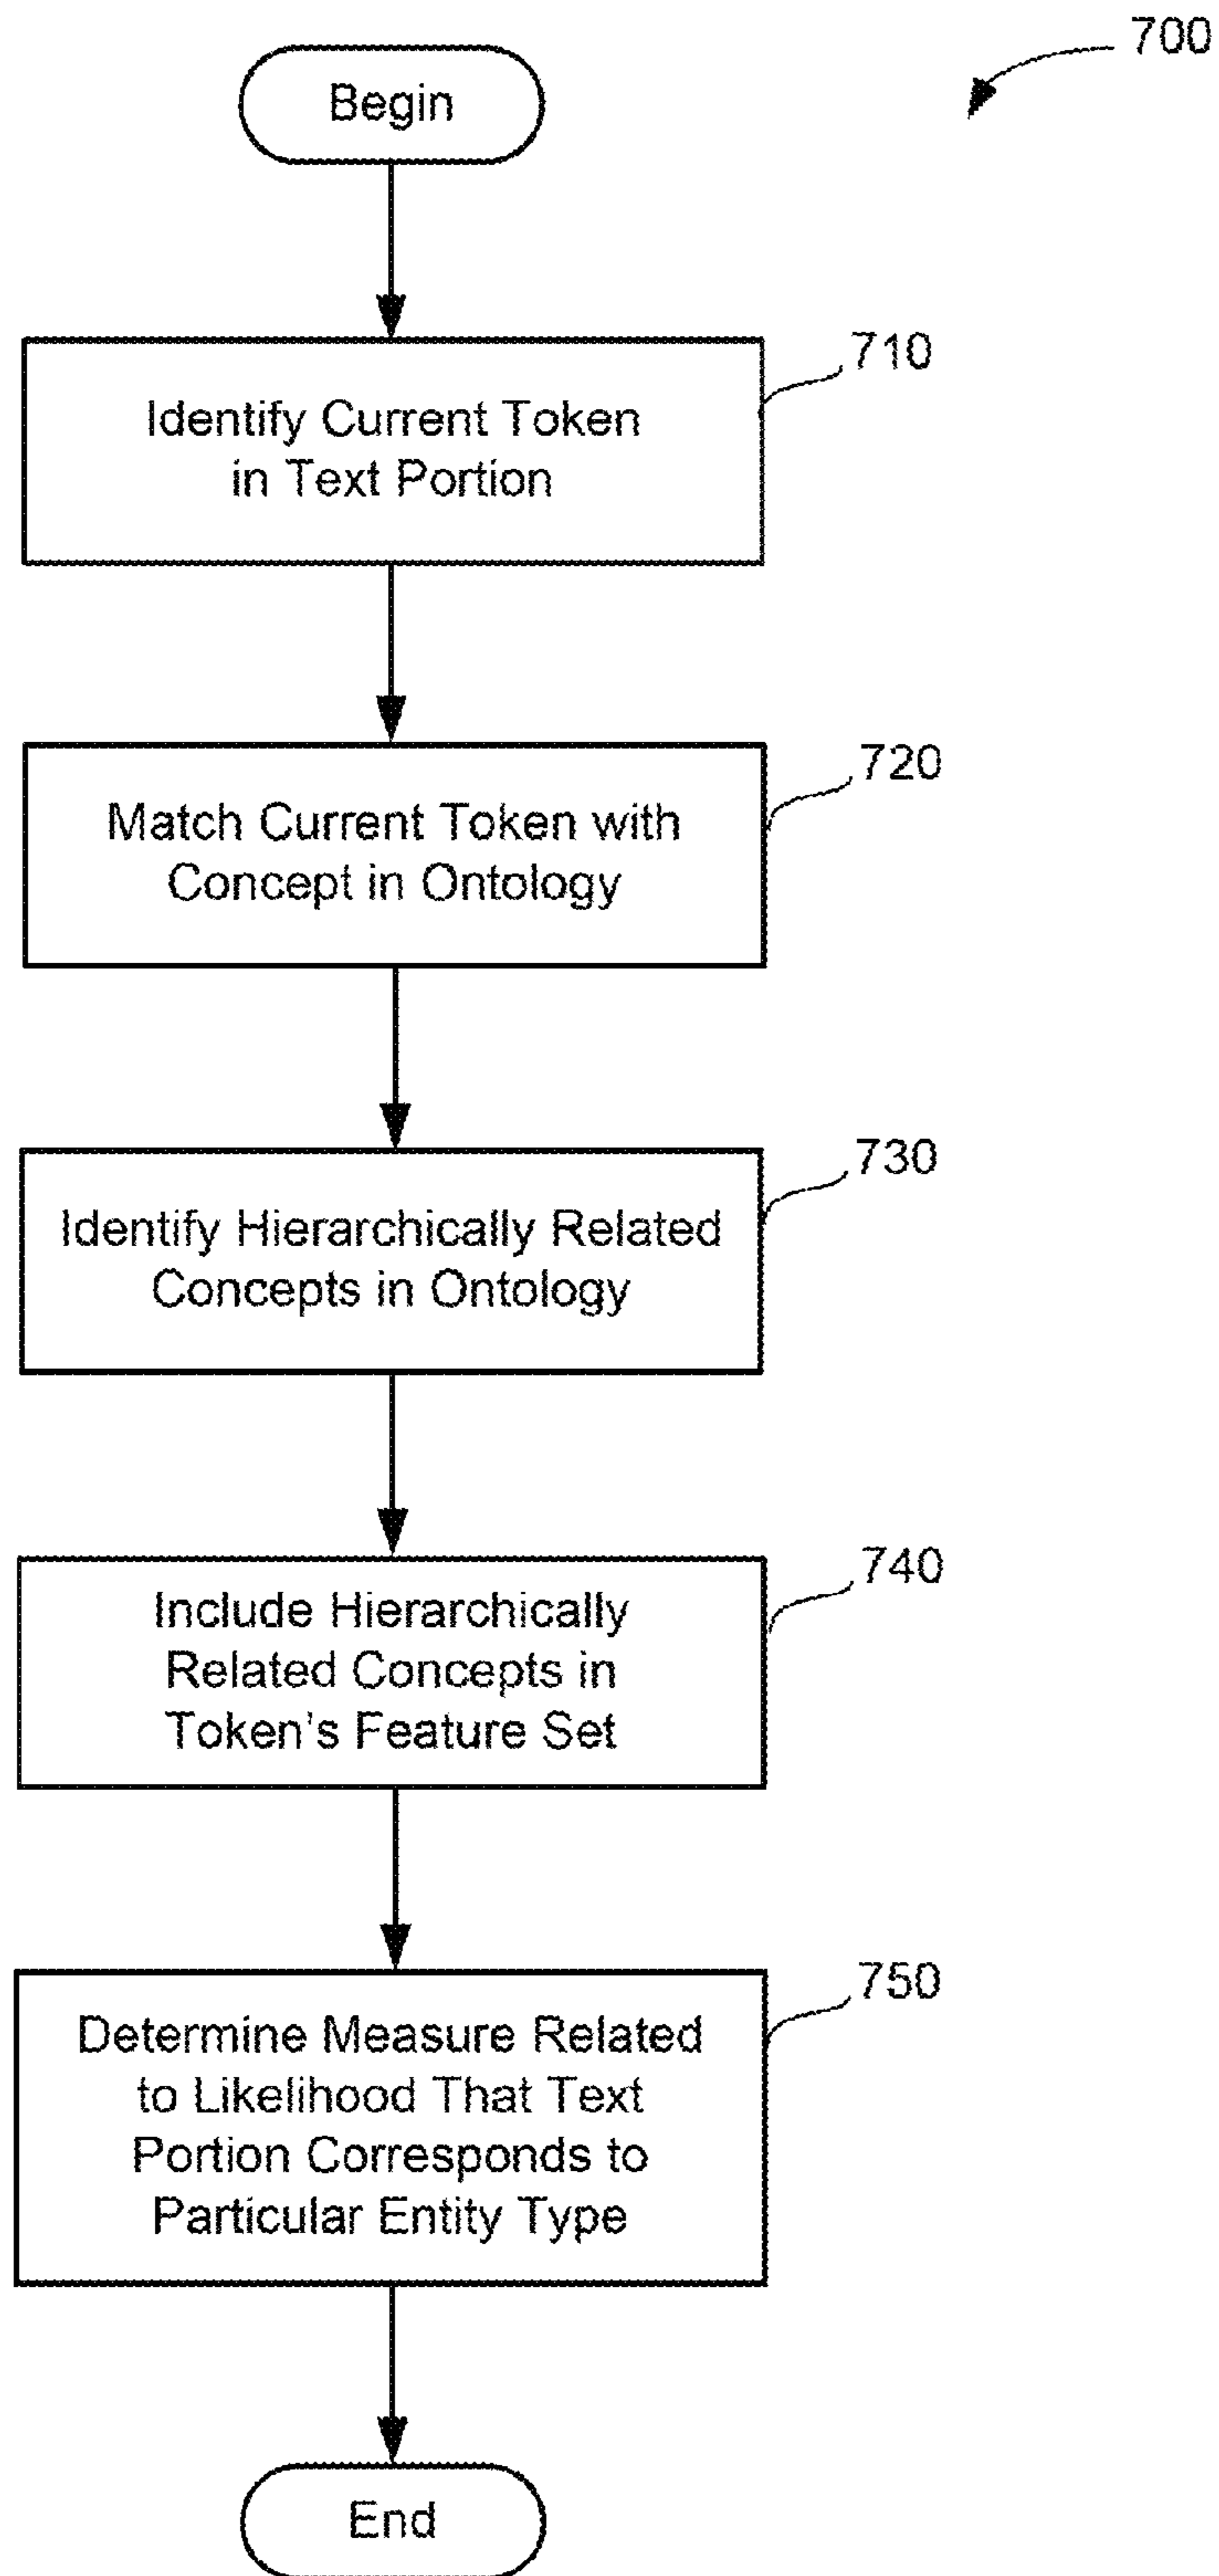 700
Begin
710
Identify Current Token
in Text Portion
720
Match Current Token with
Concept in Ontology
730
Identify Hierarchically Related
Concepts in Ontology
740
Include Hierarchically
Related Concepts in
Token's Feature Set
750
Determine Measure Related
to Likelihood That Text
Portion Corresponds to
Particular Entity Type
End